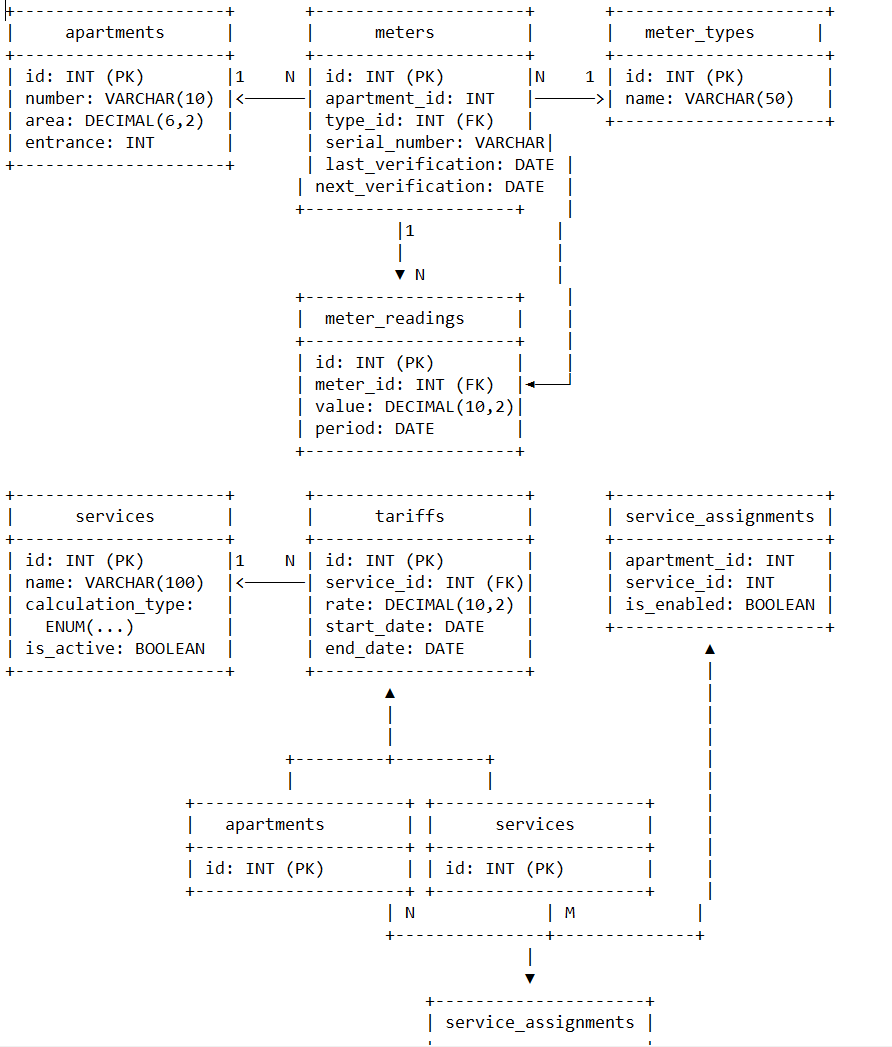 apartments meters meter_types
id: INT (PK) 1 N id: INT (PK) N 1 id: INT (PK)
number: VARCHAR(10) apartment_id: INT name: VARCHAR(50)
area: DECIMAL(6,2) type_id: INT (FK)
entrance: INT serial_number: VARCHAR
last_verification: DATE
next_verification: DATE
1
N
meter_readings
id: INT (PK)
meter_id: INT (FK)
value: DECIMAL(10,2)
period: DATE
services tariffs service_assignments
id: INT (PK) 1 N id: INT (PK) apartment_id: INT
name: VARCHAR(100) service_id: INT (FK) service_id: INT
calculation_type: rate: DECIMAL(10,2) is_enabled: BOOLEAN
ENUM(...) start_date: DATE
is_active: BOOLEAN end_date: DATE
apartments services
id: INT (PK) id: INT (PK)
N M
service_assignments